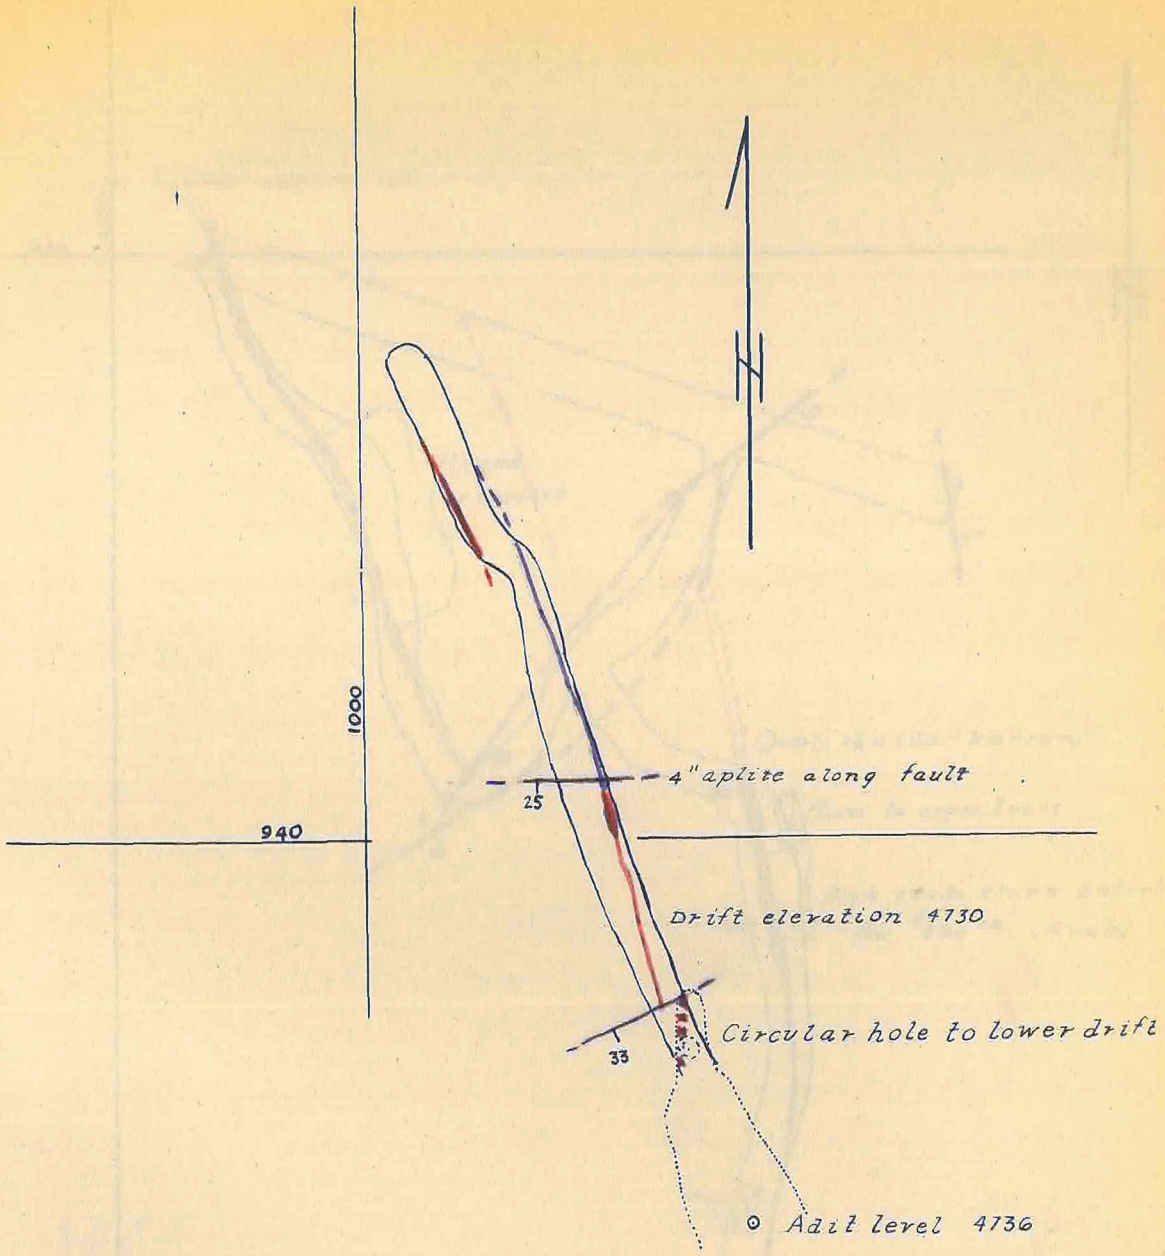 N
1000
4" aplite along fault
25
940
Drift elevation 4730
Circular hole to lower drift
33
Adit level 4736